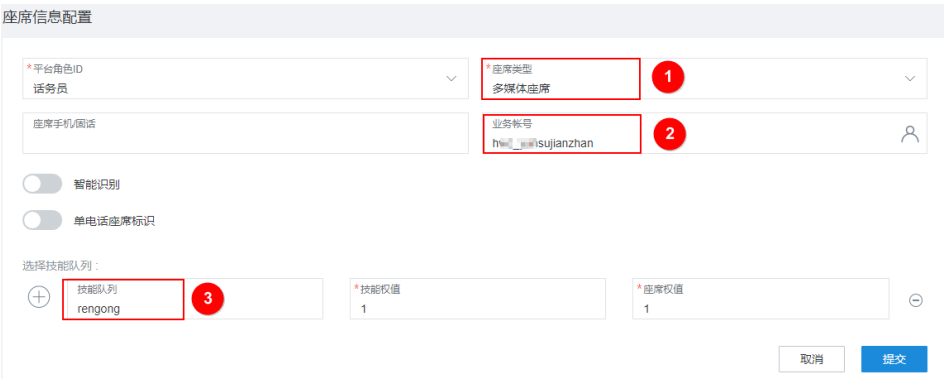 座席信息配置
*平台角色ID
话务员
*座席类型
多媒体座席
1
座席手机/固话
业务帐号
2
智能识别
单电话座席标识
选择技能队列：
技能队列
rengong
3
*技能权值
1
*座席权值
1
取消
提交